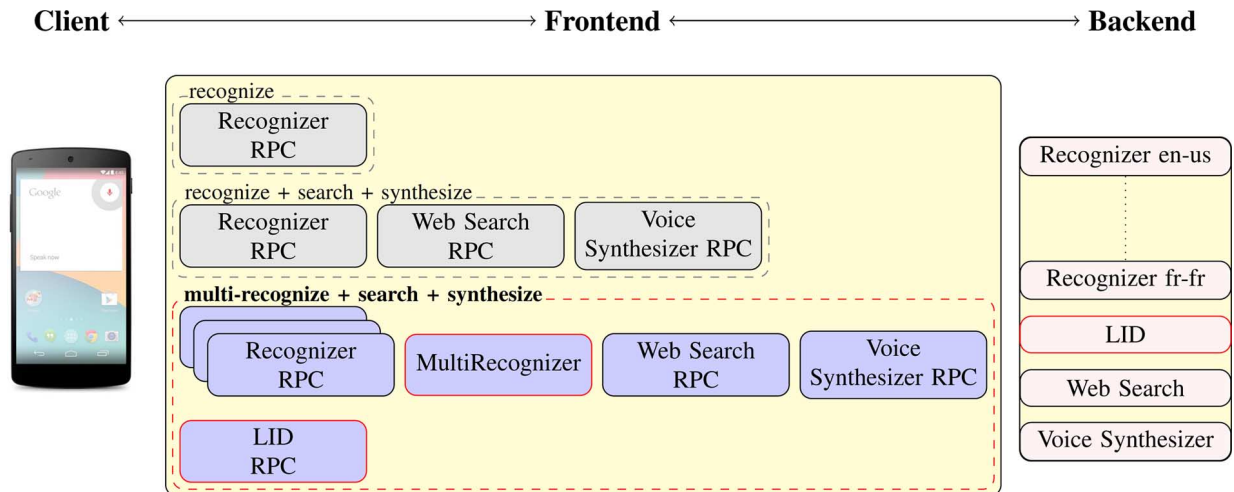 Client
Frontend
Backend
recognize
Recognizer
RPC
recognize + search + synthesize
Recognizer
RPC
Web Search
RPC
Voice
Synthesizer RPC
multi-recognize + search + synthesize
Recognizer
RPC
MultiRecognizer
Web Search
RPC
Voice
Synthesizer RPC
LID
RPC
Google
Speak now
Recognizer en-us
Recognizer fr-fr
LID
Web Search
Voice Synthesizer